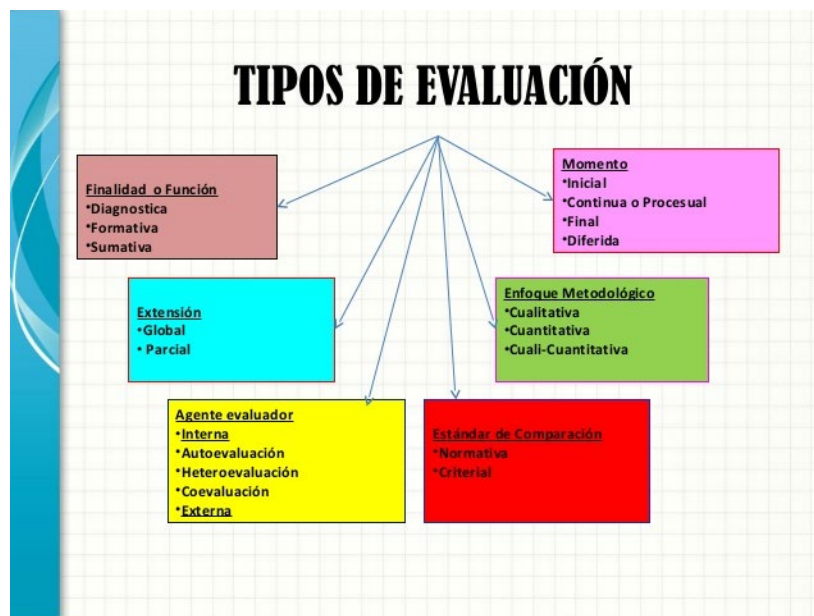 TIPOS DE EVALUACIÓN
Finalidad o Función
•Diagnostica
•Formativa
•Sumativa
Momento
•Inicial
•Continua o Procesual
•Final
•Diferida
Extensión
•Global
• Parcial
Enfoque Metodológico
•Cualitativa
•Cuantitativa
•Cuali-Cuantitativa
Agente evaluador
•Interna
•Autoevaluación
•Heteroevaluación
•Coevaluación
•Externa
Estándar de Comparación
•Normativa
•Criterial